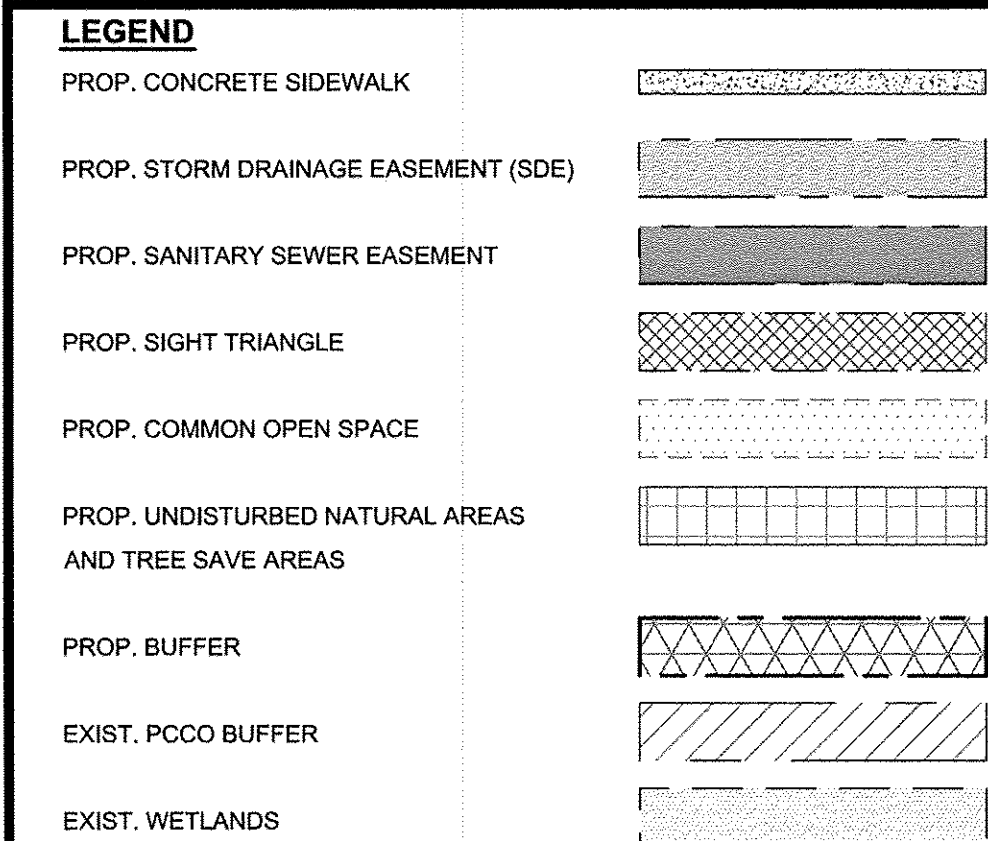 LEGEND
PROP. CONCRETE SIDEWALK
PROP. STORM DRAINAGE EASEMENT (SDE)
PROP. SANITARY SEWER EASEMENT
PROP. SIGHT TRIANGLE
PROP. COMMON OPEN SPACE
PROP. UNDISTURBED NATURAL AREAS
AND TREE SAVE AREAS
PROP. BUFFER
EXIST. PCCO BUFFER
EXIST. WETLANDS